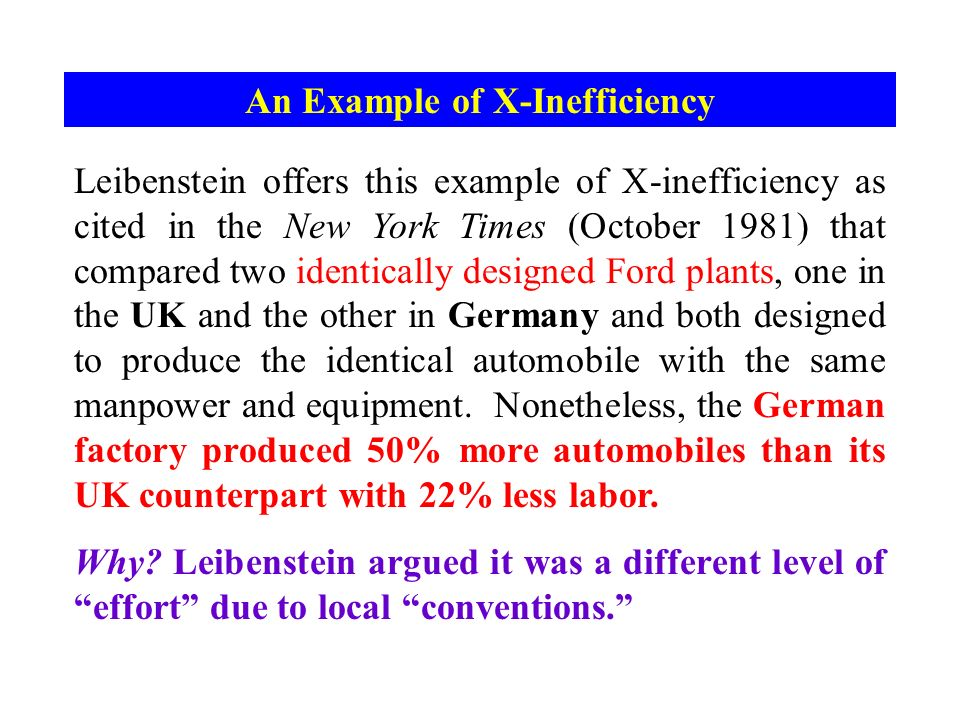 An Example of X-Inefficiency
Leibenstein offers this example of X-inefficiency as
cited in the New York Times (October 1981) that
compared two identically designed Ford plants, one in
the UK and the other in Germany and both designed
to produce the identical automobile with the same
manpower and equipment.  Nonetheless, the German
factory produced 50% more automobiles than its
UK counterpart with 22% less labor.
Why? Leibenstein argued it was a different level of
“effort” due to local “conventions.”